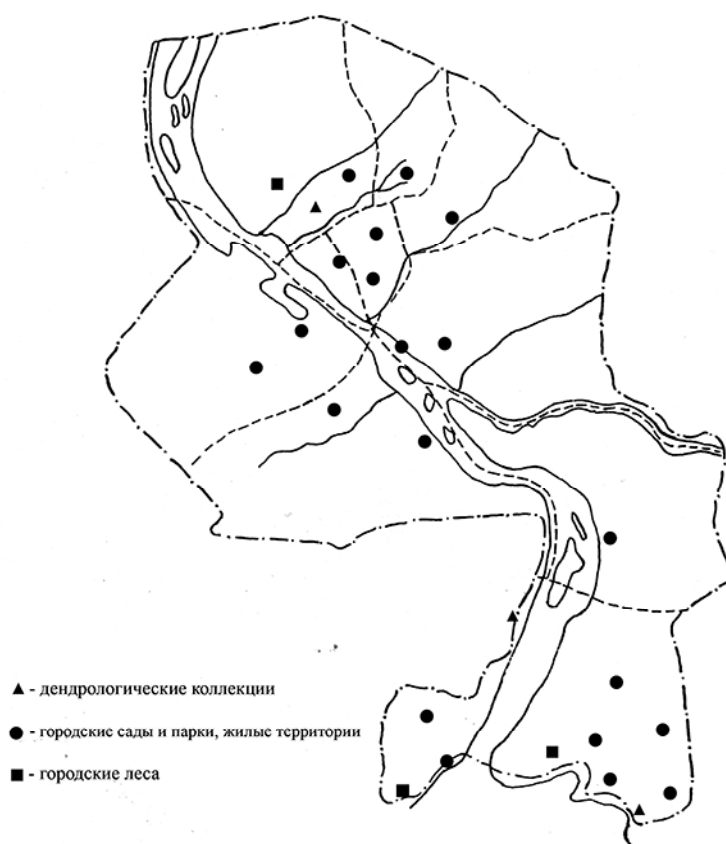 - дендрологические коллекции
- городские сады и парки, жилые территории
- городские леса